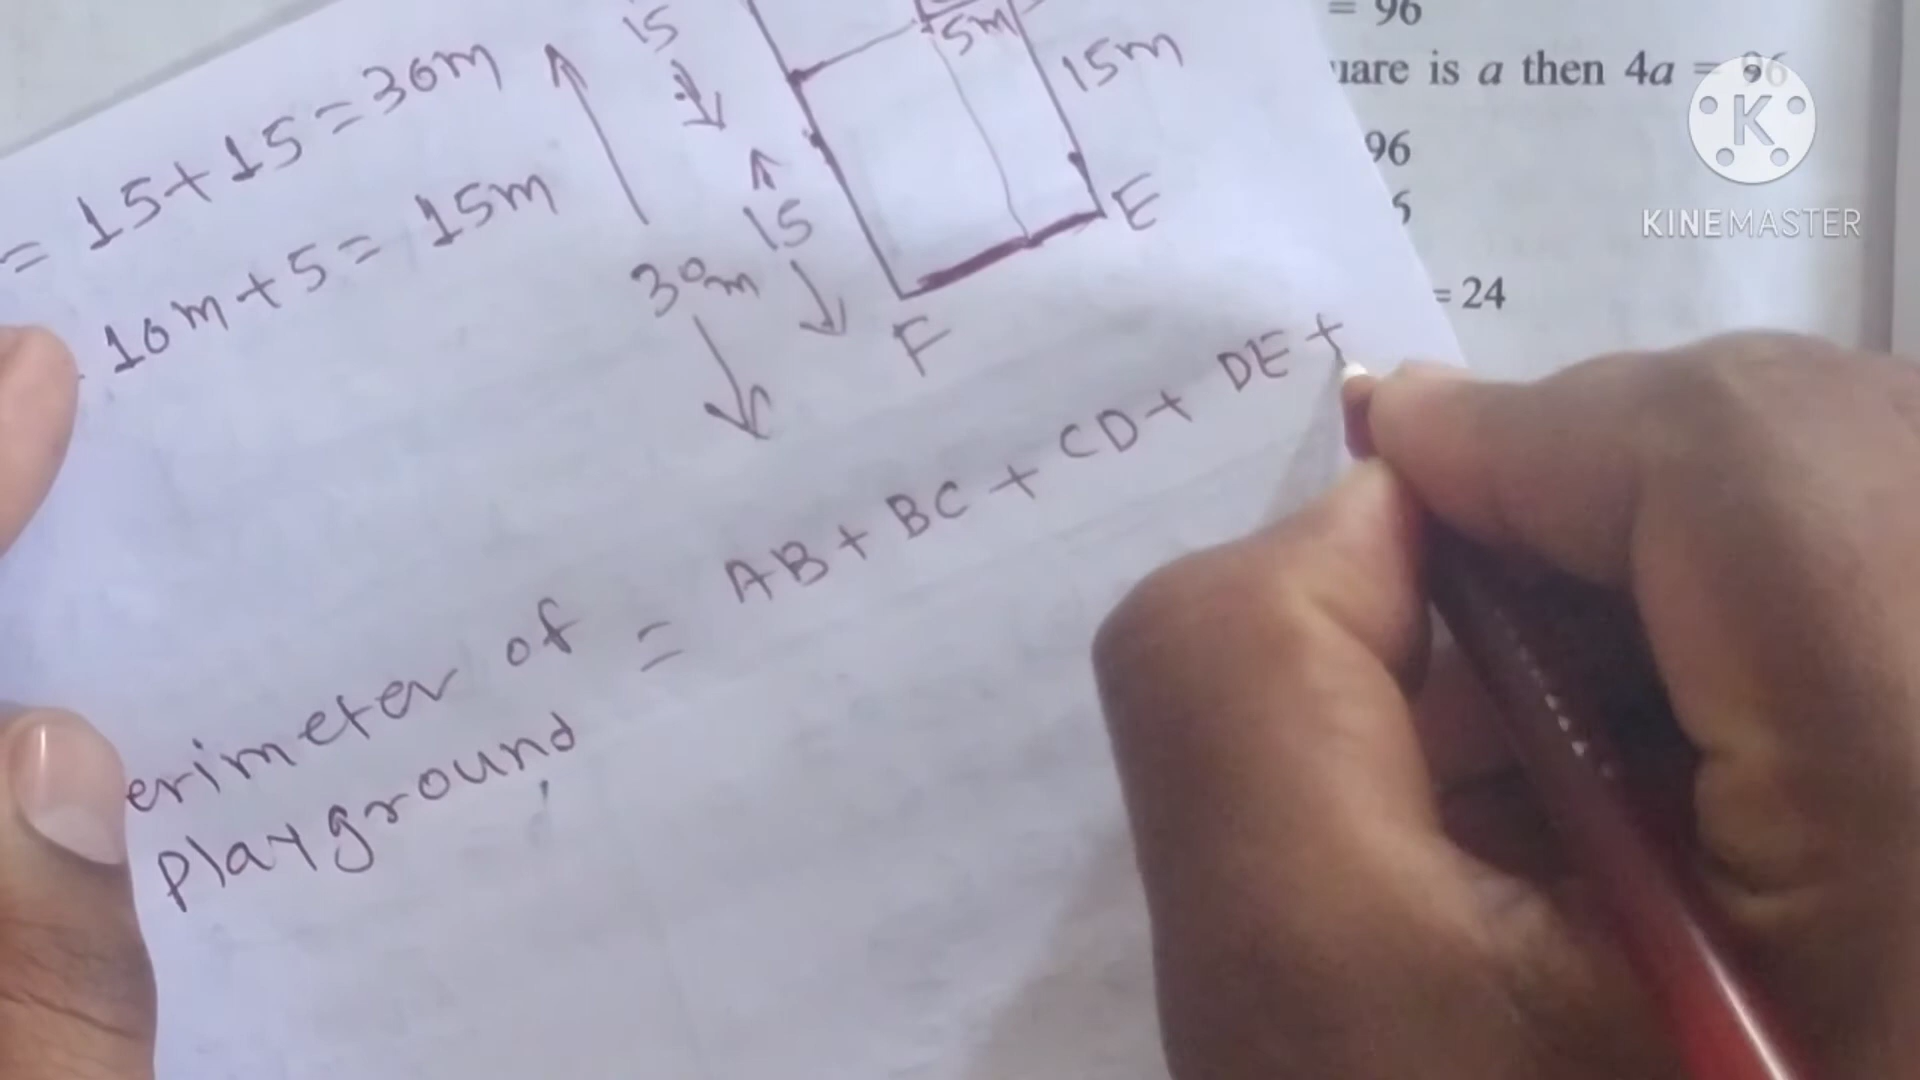 = 15+15=30m
10m+5= 15m
15
5m
15m
15
30m
E
F
erimeter of = AB+ BC + CD+ DE+
playground
= 96
uare is a then 4a = 96
96
5
= 24
K
KINEMASTER